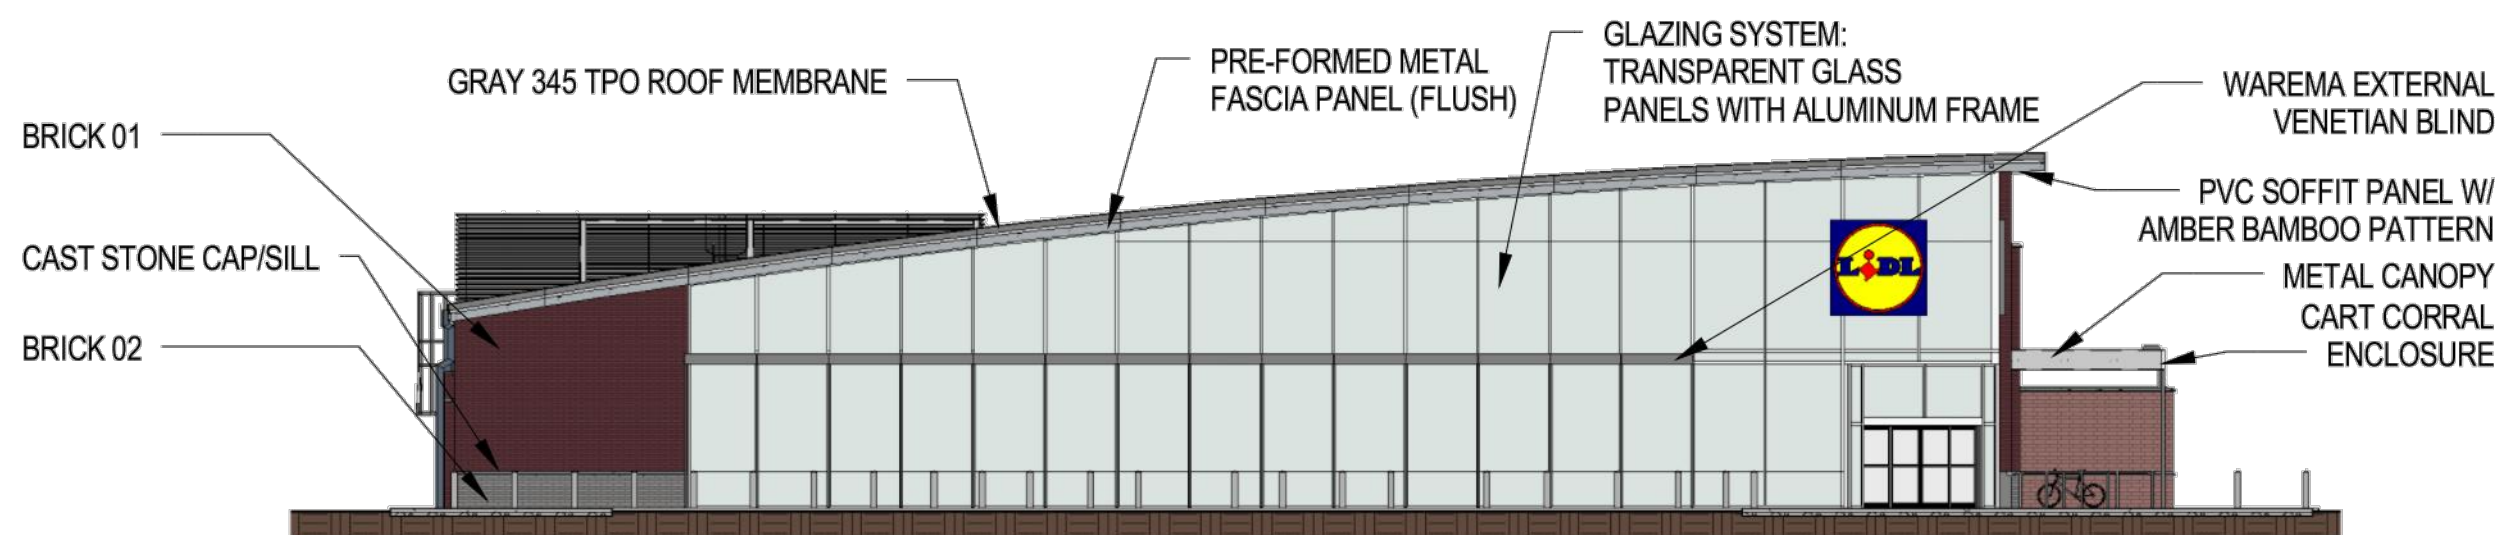 GLAZING SYSTEM:
TRANSPARENT GLASS
PANELS WITH ALUMINUM FRAME
PRE-FORMED METAL
FASCIA PANEL (FLUSH)
GRAY 345 TPO ROOF MEMBRANE
WAREMA EXTERNAL
VENETIAN BLIND
BRICK 01
PVC SOFFIT PANEL W/
AMBER BAMBOO PATTERN
CAST STONE CAP/SILL
METAL CANOPY
CART CORRAL
ENCLOSURE
BRICK 02
LIDL